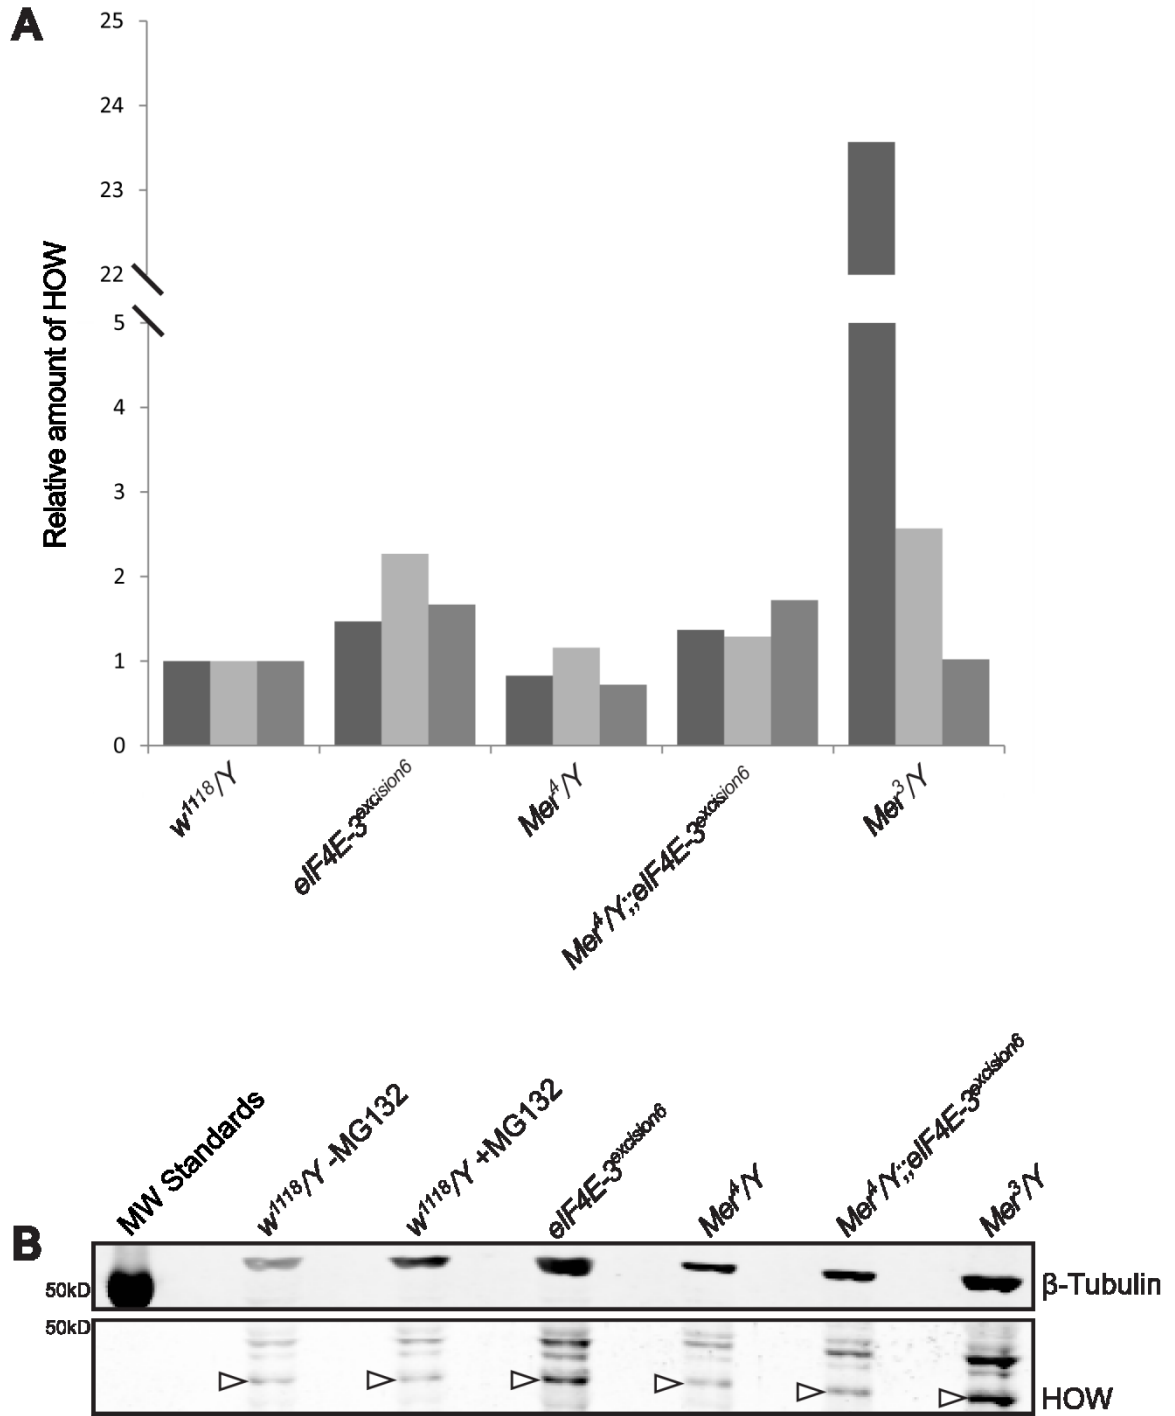 A
25
24
23
22
5
4
3
2
1
0
Relative amount of HOW
w¹¹¹⁸/Y
eIF4E-3ᵉˣᶜⁱˢⁱᵒⁿ⁶
Mer⁴/Y
Mer⁴/Y;;eIF4E-3ᵉˣᶜⁱˢⁱᵒⁿ⁶
Mer³/Y
B
MW Standards
w¹¹¹⁸/Y -MG132
w¹¹¹⁸/Y +MG132
eIF4E-3ᵉˣᶜⁱˢⁱᵒⁿ⁶
Mer⁴/Y
Mer⁴/Y;;eIF4E-3ᵉˣᶜⁱˢⁱᵒⁿ⁶
Mer³/Y
50kD
β-Tubulin
50kD
HOW